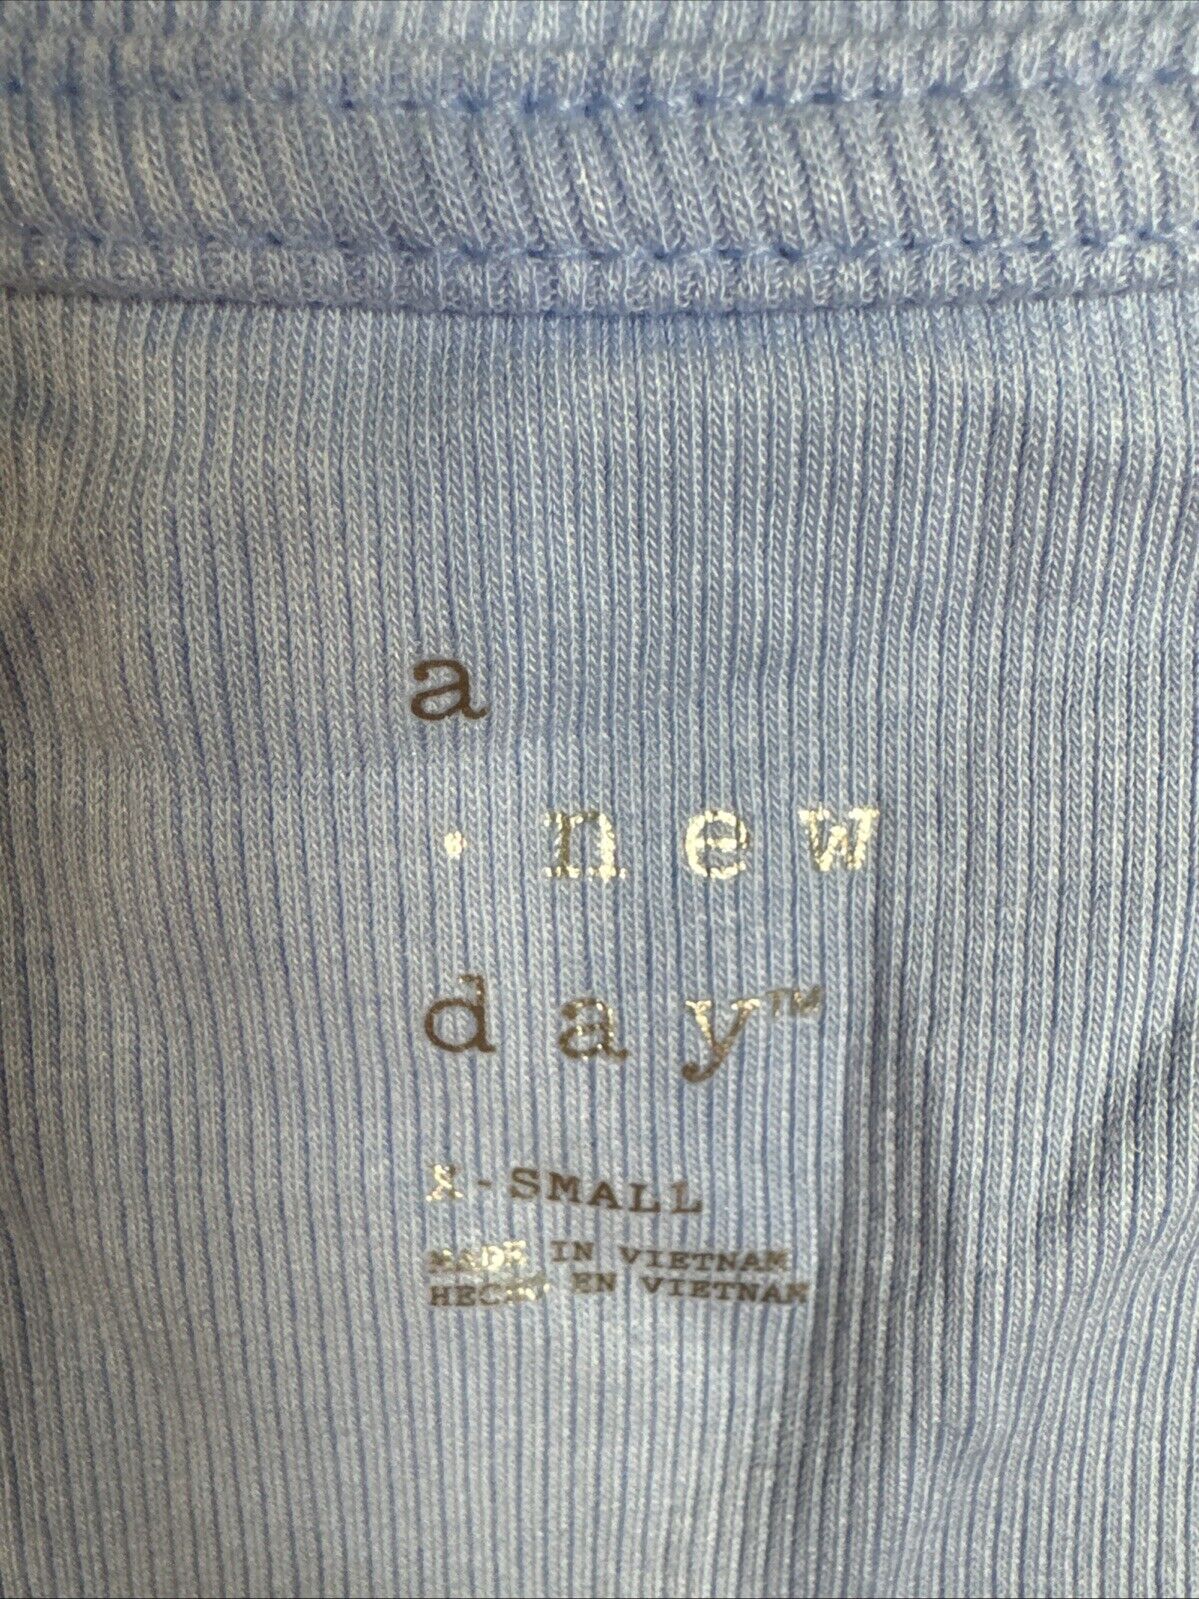 a
· new
day™
X-SMALL
MADE IN VIETNAM
HECHO EN VIETNAM